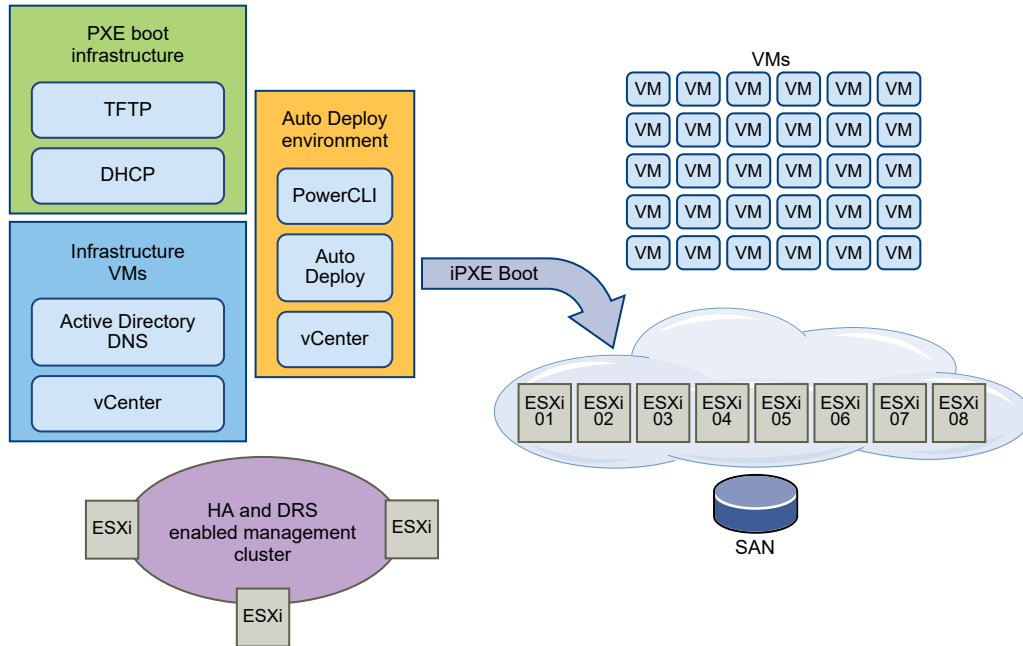 PXE boot
infrastructure
TFTP
DHCP
Infrastructure
VMs
Active Directory
DNS
vCenter
Auto Deploy
environment
PowerCLI
Auto
Deploy
vCenter
iPXE Boot
VMs
VM VM VM VM VM VM
VM VM VM VM VM VM
VM VM VM VM VM VM
VM VM VM VM VM VM
VM VM VM VM VM VM
ESXi ESXi ESXi ESXi ESXi ESXi ESXi ESXi
01 02 03 04 05 06 07 08
SAN
HA and DRS
enabled management
cluster
ESXi
ESXi
ESXi